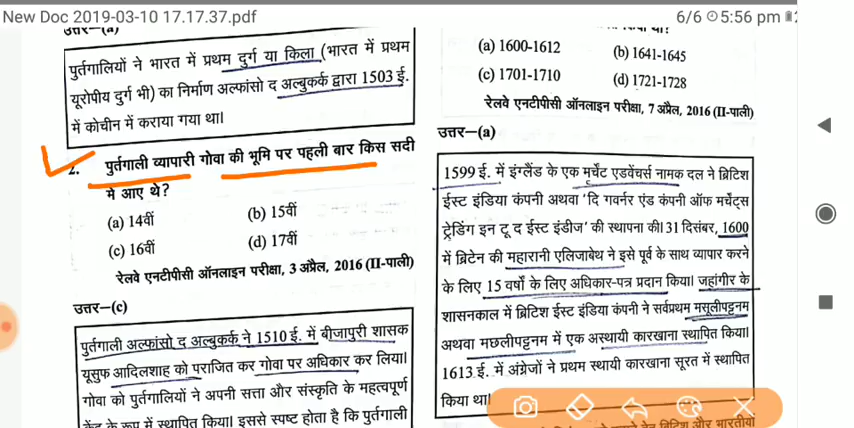 New Doc 2019-03-10 17.17.37.pdf
6/6
5:56 pm
उत्तर—(a)
पुर्तगालियों ने भारत में प्रथम दुर्ग या किला (भारत में प्रथम
यूरोपीय दुर्ग भी) का निर्माण अल्फांसो द अल्बुकर्क द्वारा 1503 ई.
में कोचीन में कराया गया था।
2. पुर्तगाली व्यापारी गोवा की भूमि पर पहली बार किस सदी
में आए थे?
(a) 14वीं (b) 15वीं
(c) 16वीं (d) 17वीं
रेलवे एनटीपीसी ऑनलाइन परीक्षा, 3 अप्रैल, 2016 (II-पाली)
उत्तर—(c)
पुर्तगाली अल्फांसो द अल्बुकर्क ने 1510 ई. में बीजापुरी शासक
यूसुफ आदिलशाह को पराजित कर गोवा पर अधिकार कर लिया।
गोवा को पुर्तगालियों ने अपनी सत्ता और संस्कृति के महत्वपूर्ण
केंद्र के रूप में स्थापित किया। इससे स्पष्ट होता है कि पुर्तगाली
(a) 1600-1612 (b) 1641-1645
(c) 1701-1710 (d) 1721-1728
रेलवे एनटीपीसी ऑनलाइन परीक्षा, 7 अप्रैल, 2016 (II-पाली)
उत्तर—(a)
1599 ई. में इंग्लैंड के एक मर्चेंट एडवेंचर्स नामक दल ने ब्रिटिश
ईस्ट इंडिया कंपनी अथवा 'दि गवर्नर एंड कंपनी ऑफ मर्चेंट्स
ट्रेडिंग इन टू द ईस्ट इंडीज' की स्थापना की। 31 दिसंबर, 1600
में ब्रिटेन की महारानी एलिजाबेथ ने इसे पूर्व के साथ व्यापार करने
के लिए 15 वर्षों के लिए अधिकार-पत्र प्रदान किया। जहांगीर के
शासनकाल में ब्रिटिश ईस्ट इंडिया कंपनी ने सर्वप्रथम मसूलीपट्टनम
अथवा मछलीपट्टनम में एक अस्थायी कारखाना स्थापित किया।
1613 ई. में अंग्रेजों ने प्रथम स्थायी कारखाना सूरत में स्थापित
किया था।
ब्रिटिश और भारतीयों